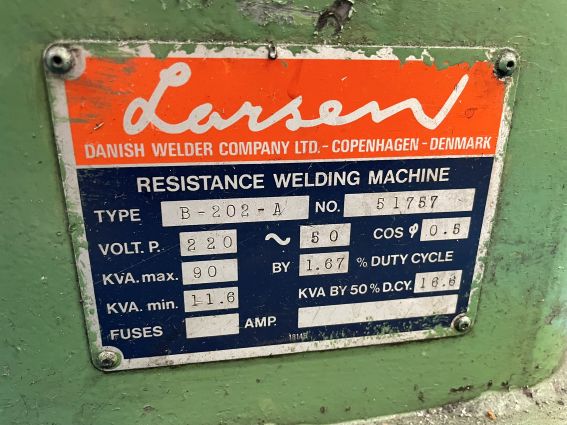 Larsen
DANISH WELDER COMPANY LTD.- COPENHAGEN - DENMARK
RESISTANCE WELDING MACHINE
TYPE B-202-A NO. 51757
VOLT. P. 220 ~ 50 COS φ 0.5
KVA. max. 90 BY 1.67 % DUTY CYCLE
KVA. min. 11.6 KVA BY 50% D.CY. 16.6
FUSES AMP.